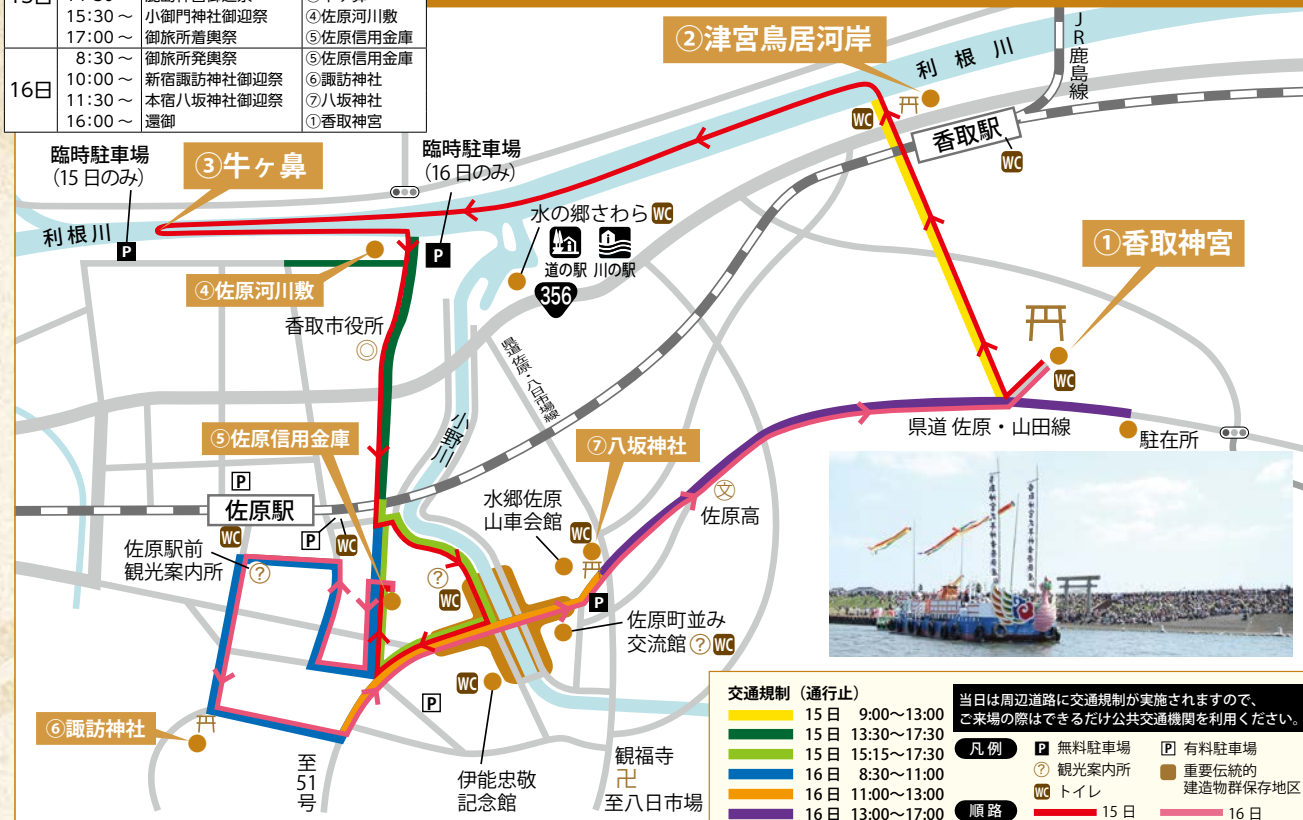 15:30～ 小御門神社御迎祭 ④佐原河川敷
17:00～ 御旅所着輿祭 ⑤佐原信用金庫
16日
8:30～ 御旅所発輿祭 ⑤佐原信用金庫
10:00～ 新宿諏訪神社御迎祭 ⑥諏訪神社
11:30～ 本宿八坂神社御迎祭 ⑦八坂神社
16:00～ 還御 ①香取神宮
②津宮鳥居河岸
利根川
JR鹿島線
香取駅
WC
WC
臨時駐車場
（15日のみ）
③牛ヶ鼻
臨時駐車場
（16日のみ）
利根川
P
P
水の郷さわら WC
道の駅 川の駅
356
①香取神宮
WC
④佐原河川敷
香取市役所
県道 佐原・八日市場線
小野川
県道 佐原・山田線
駐在所
⑤佐原信用金庫
⑦八坂神社
文
佐原高
P
佐原駅
WC
P
WC
水郷佐原
山車会館
WC
佐原駅前
観光案内所
?
?
WC
P
佐原町並み
交流館 ? WC
WC
P
⑥諏訪神社
至51号
伊能忠敬
記念館
観福寺
卍
至八日市場
交通規制（通行止）
15日 9:00～13:00
15日 13:30～17:30
15日 15:15～17:30
16日 8:30～11:00
16日 11:00～13:00
16日 13:00～17:00
当日は周辺道路に交通規制が実施されますので、
ご来場の際はできるだけ公共交通機関を利用ください。
凡例
P 無料駐車場
P 有料駐車場
? 観光案内所
重要伝統的
建造物群保存地区
WC トイレ
順路
15日
16日